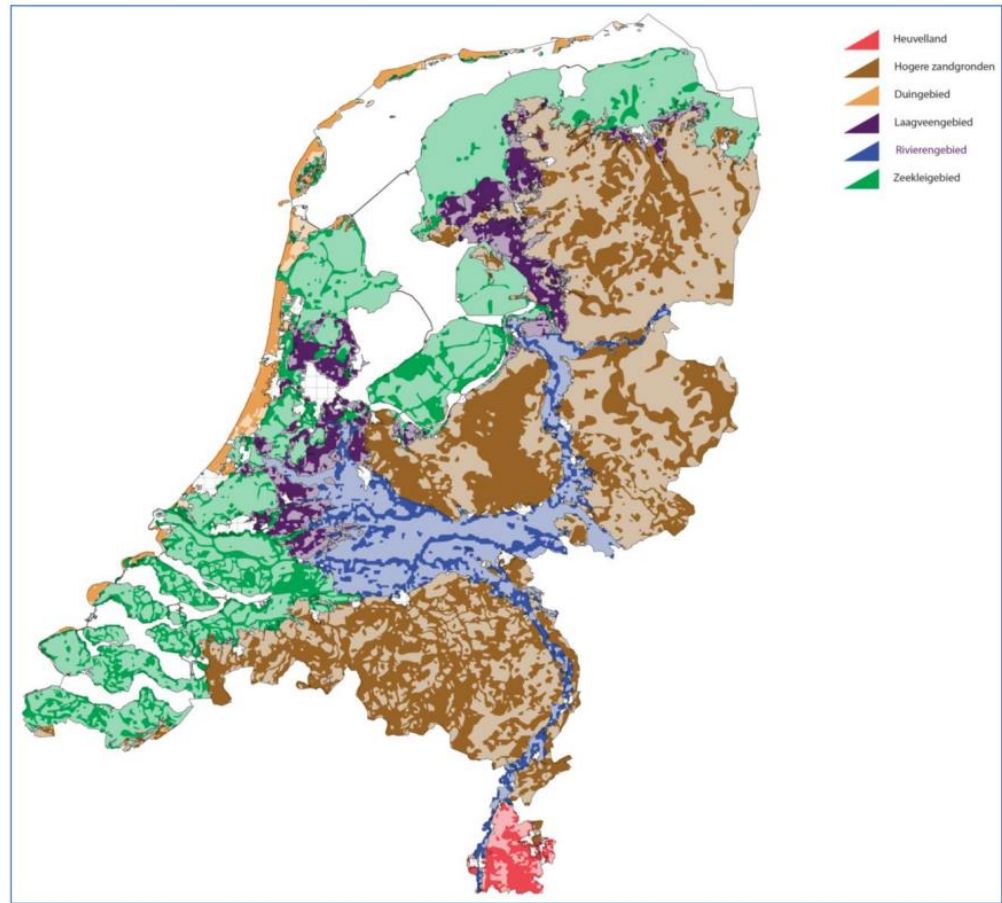 Heuvelland
Hogere zandgronden
Duingebied
Laagveengebied
Rivierengebied
Zeekleigebied